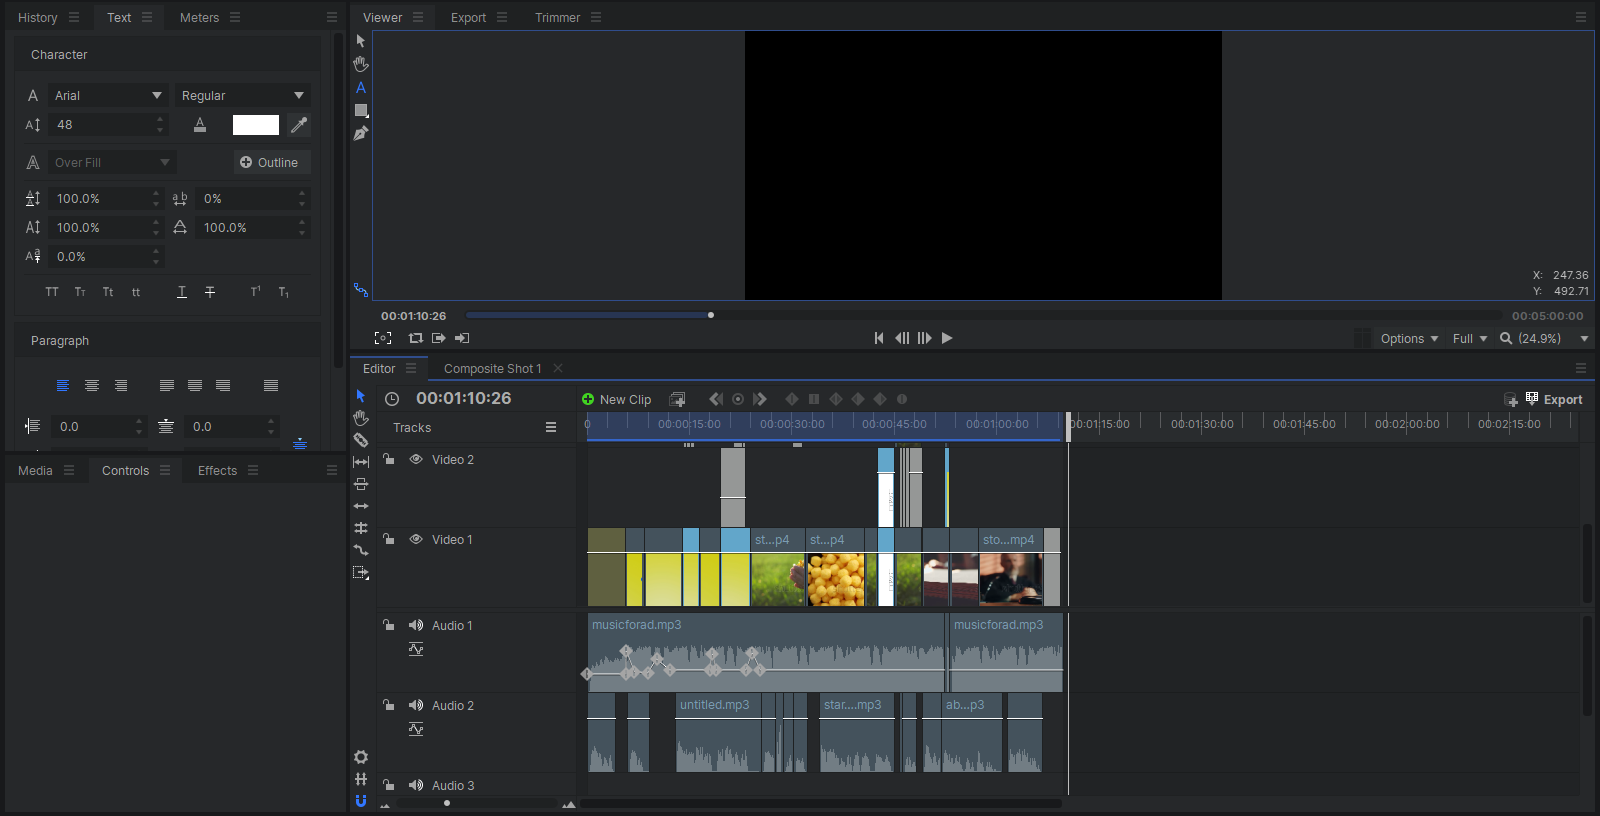 History
Text
Meters
Character
Arial
Regular
48
Over Fill
Outline
100.0%
0%
100.0%
100.0%
0.0%
Paragraph
0.0
0.0
Media
Controls
Effects
Viewer
Export
Trimmer
X: 247.36
Y: 492.71
00:01:10:26
00:05:00:00
Options
Full
(24.9%)
Editor
Composite Shot 1
00:01:10:26
New Clip
Export
Tracks
0
00:00:15:00
00:00:30:00
00:00:45:00
00:01:00:00
00:01:15:00
00:01:30:00
00:01:45:00
00:02:00:00
00:02:15:00
Video 2
Video 1
st...p4
st...p4
sto...mp4
Audio 1
musicforad.mp3
musicforad.mp3
Audio 2
untitled.mp3
star....mp3
ab...p3
Audio 3